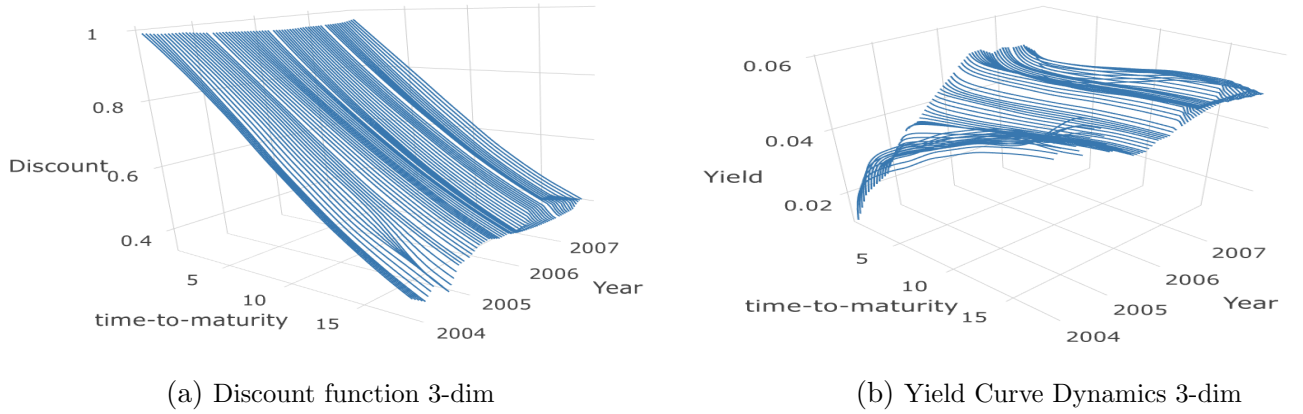 1
0.8
Discount
0.6
0.4
5
10
time-to-maturity
15
2007
2006
Year
2005
2004
0.06
0.04
Yield
0.02
5
10
time-to-maturity
15
2007
2006
Year
2005
2004
(a) Discount function 3-dim
(b) Yield Curve Dynamics 3-dim